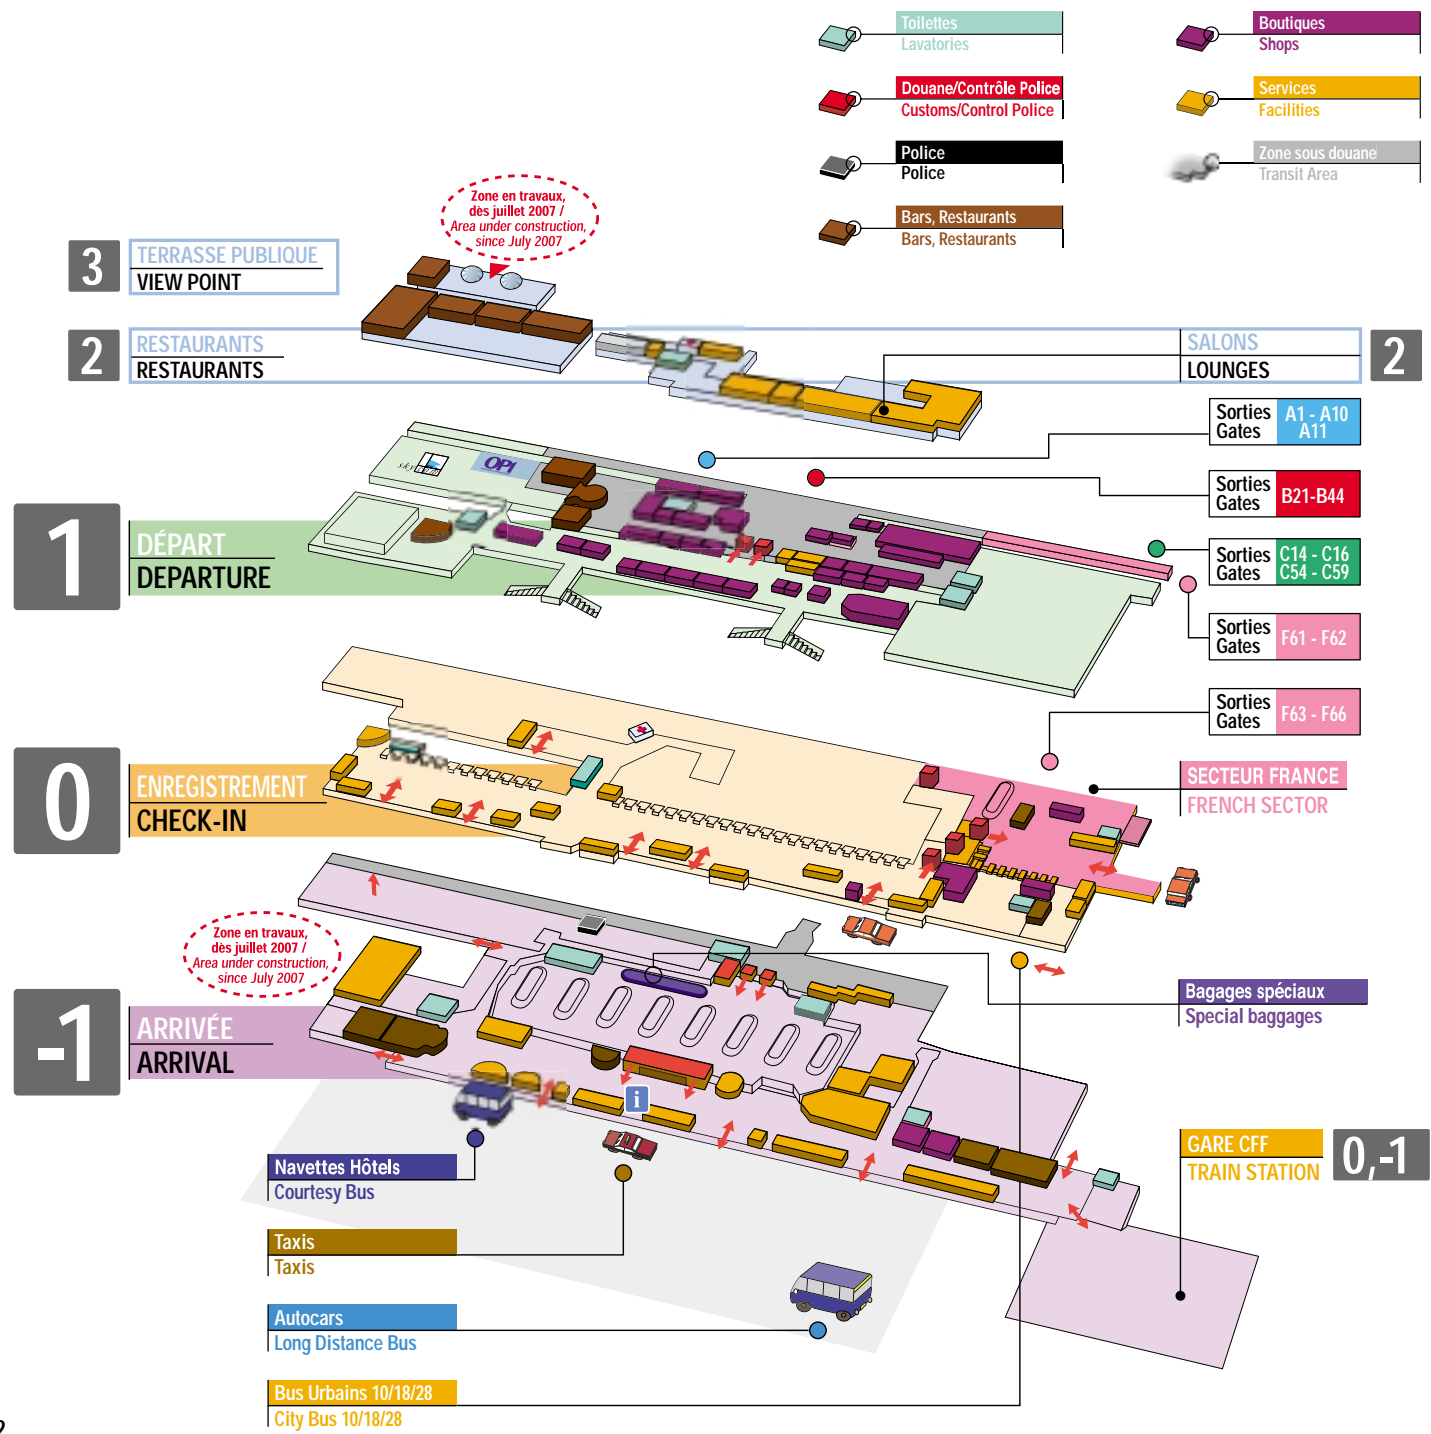 Toilettes
Lavatories
Boutiques
Shops
Douane/Contrôle Police
Customs/Control Police
Services
Facilities
Police
Police
Zone sous douane
Transit Area
Bars, Restaurants
Bars, Restaurants
Zone en travaux,
dès juillet 2007 /
Area under construction,
since July 2007
3
TERRASSE PUBLIQUE
VIEW POINT
2
RESTAURANTS
RESTAURANTS
SALONS
LOUNGES
2
Sorties
Gates
A1 - A10
A11
OPI
Sorties
Gates
B21-B44
1
DÉPART
DEPARTURE
Sorties
Gates
C14 - C16
C54 - C59
Sorties
Gates
F61 - F62
Sorties
Gates
F63 - F66
0
ENREGISTREMENT
CHECK-IN
SECTEUR FRANCE
FRENCH SECTOR
Zone en travaux,
dès juillet 2007 /
Area under construction,
since July 2007
-1
ARRIVÉE
ARRIVAL
Bagages spéciaux
Special baggages
i
Navettes Hôtels
Courtesy Bus
GARE CFF
TRAIN STATION
0,-1
Taxis
Taxis
Autocars
Long Distance Bus
Bus Urbains 10/18/28
City Bus 10/18/28